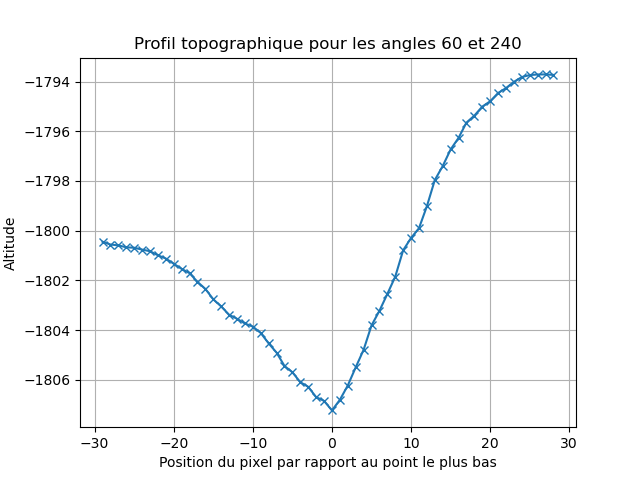 Profil topographique pour les angles 60 et 240
−1794
−1796
−1798
−1800
−1802
−1804
−1806
Altitude
−30 −20 −10 0 10 20 30
Position du pixel par rapport au point le plus bas